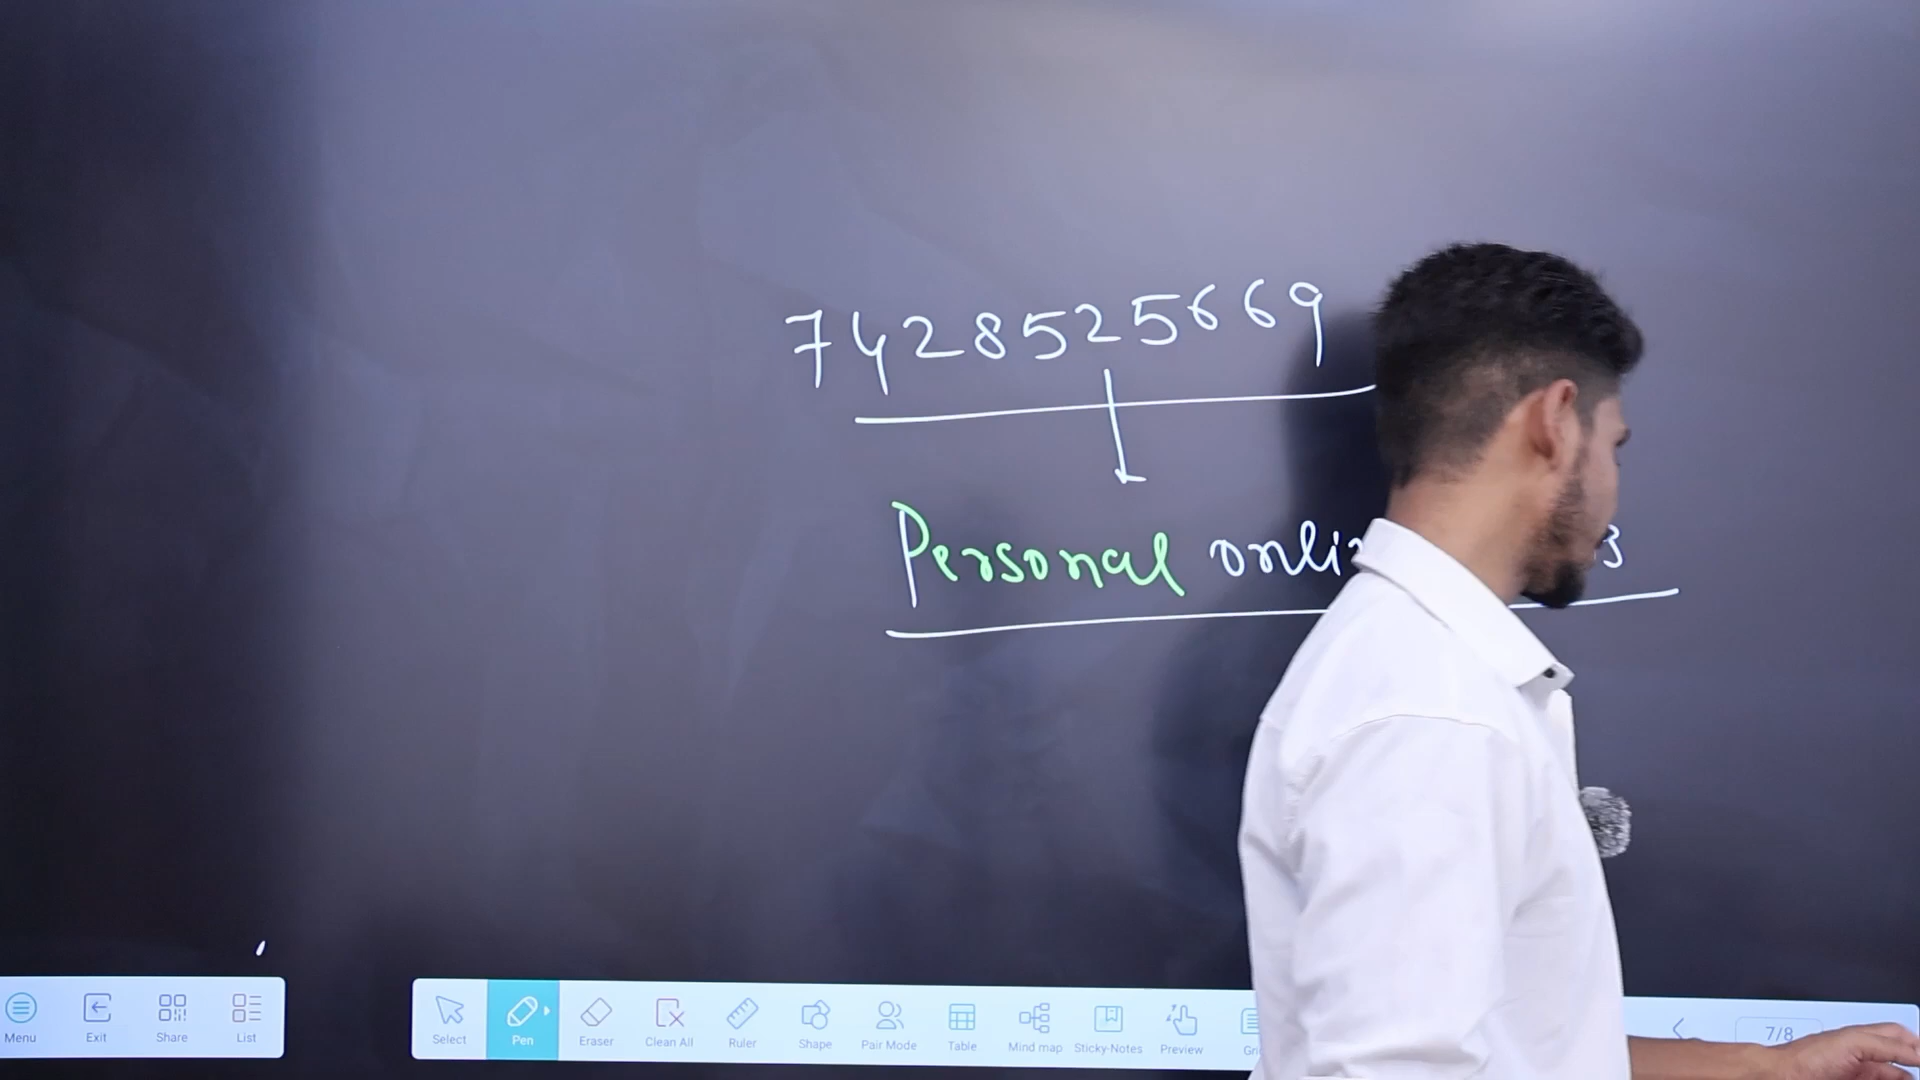 7428525669
Personal
Menu Exit Share List
Select Pen Eraser Clean All Ruler Shape Pair Mode Table Mind map Sticky-Notes Preview
7/8